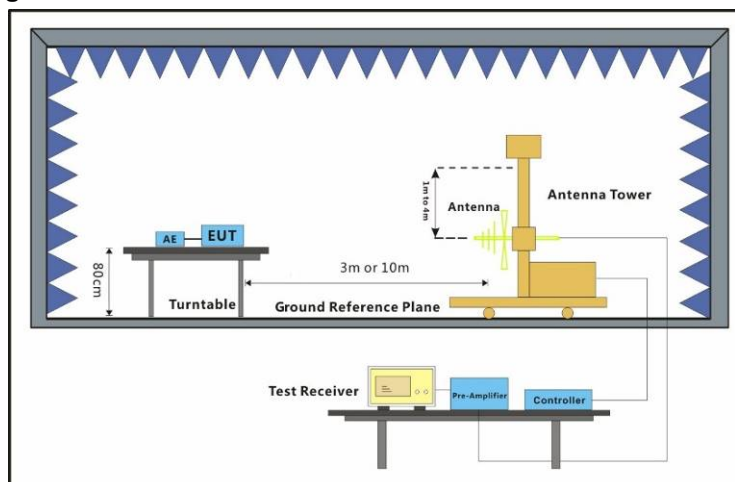 1m to 4m
Antenna
Antenna Tower
AE
EUT
80cm
3m or 10m
Turntable
Ground Reference Plane
Test Receiver
Pre-Amplifier
Controller